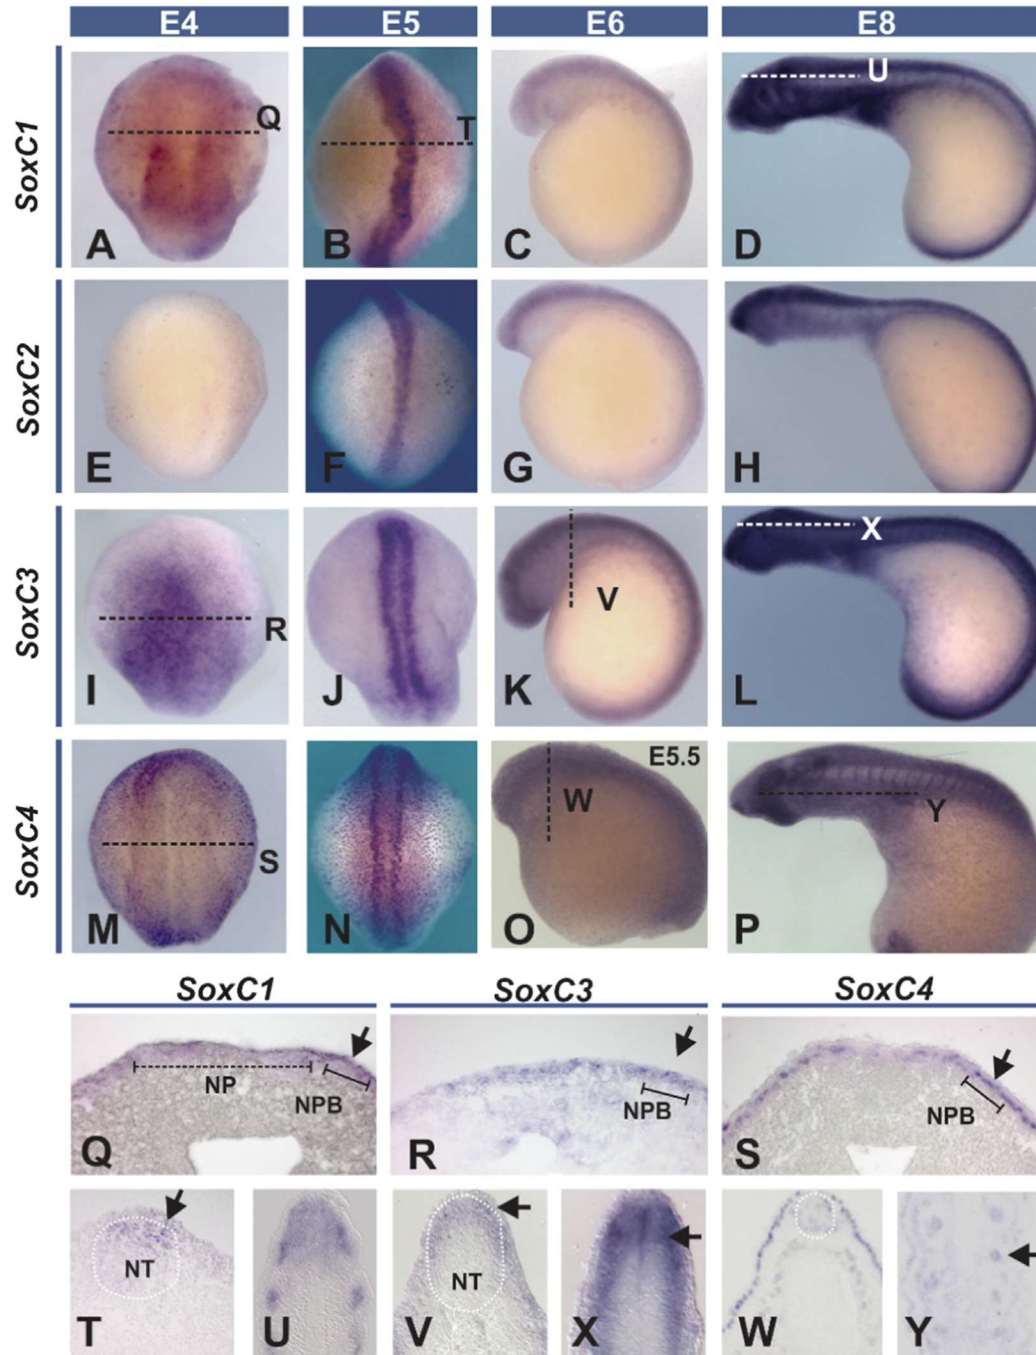 E4 E5 E6 E8
SoxC1
Q T U
A B C D
SoxC2
E F G H
SoxC3
R V X
I J K L
SoxC4
E5.5
S W Y
M N O P
SoxC1 SoxC3 SoxC4
NP NPB NPB NPB
Q R S
NT NT
T U V X W Y